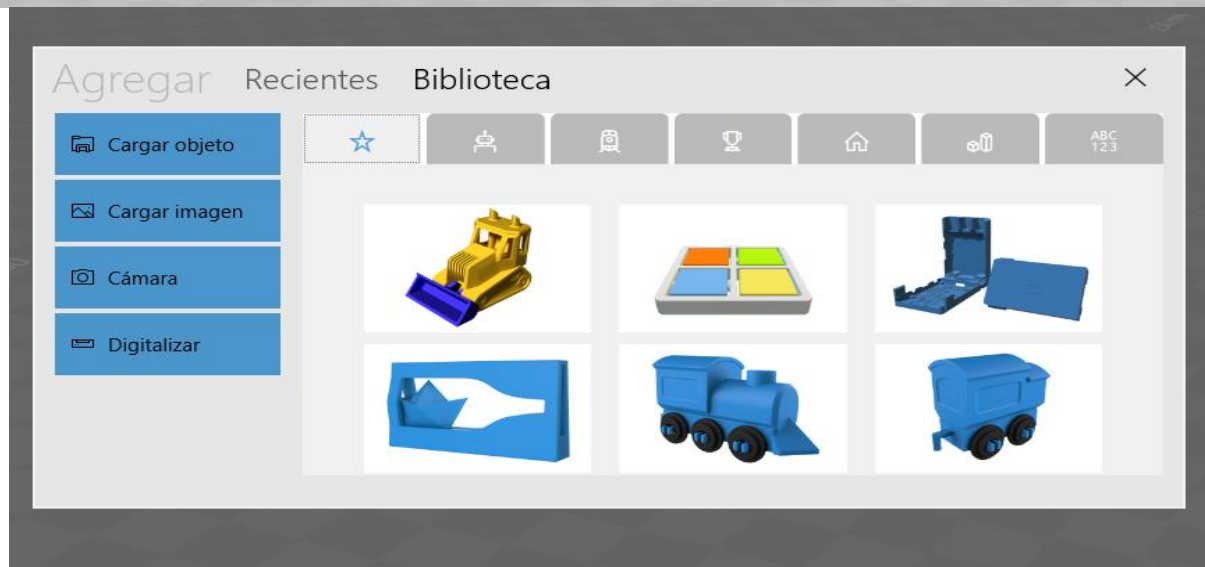 Agregar Recientes Biblioteca
Cargar objeto
Cargar imagen
Cámara
Digitalizar
ABC
123